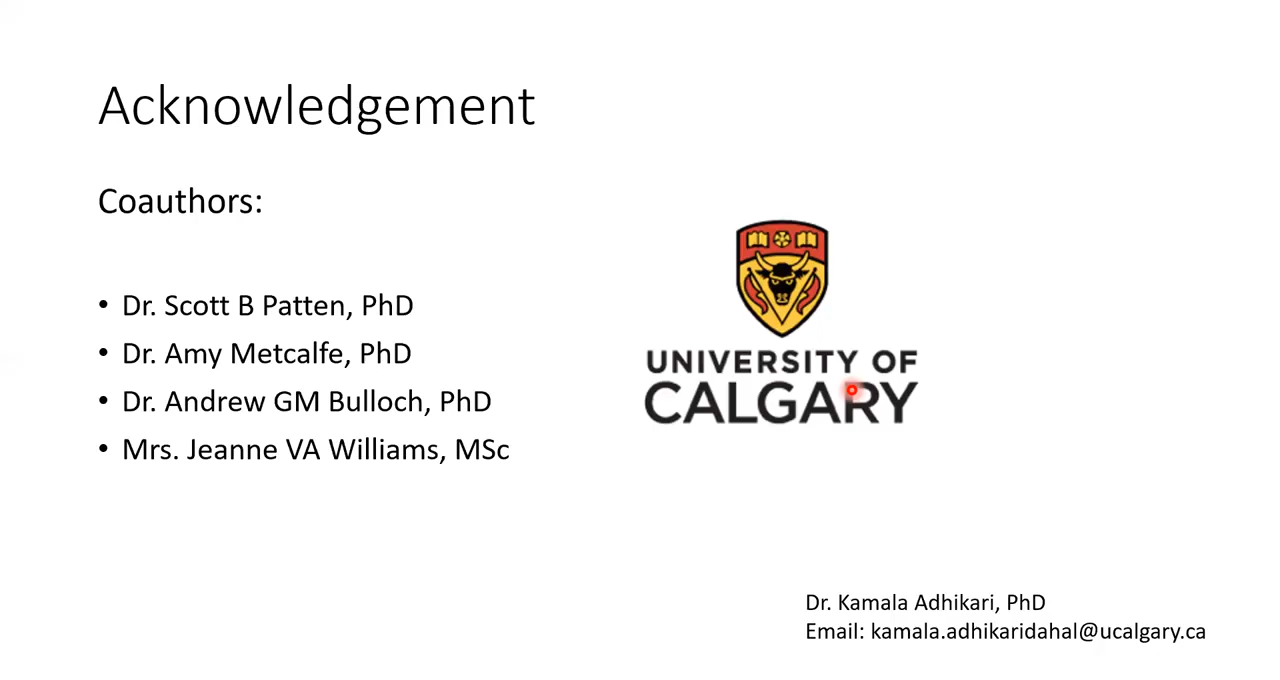 Acknowledgement
Coauthors:
• Dr. Scott B Patten, PhD
• Dr. Amy Metcalfe, PhD
• Dr. Andrew GM Bulloch, PhD
• Mrs. Jeanne VA Williams, MSc
UNIVERSITY OF
CALGARY
Dr. Kamala Adhikari, PhD
Email: kamala.adhikaridahal@ucalgary.ca